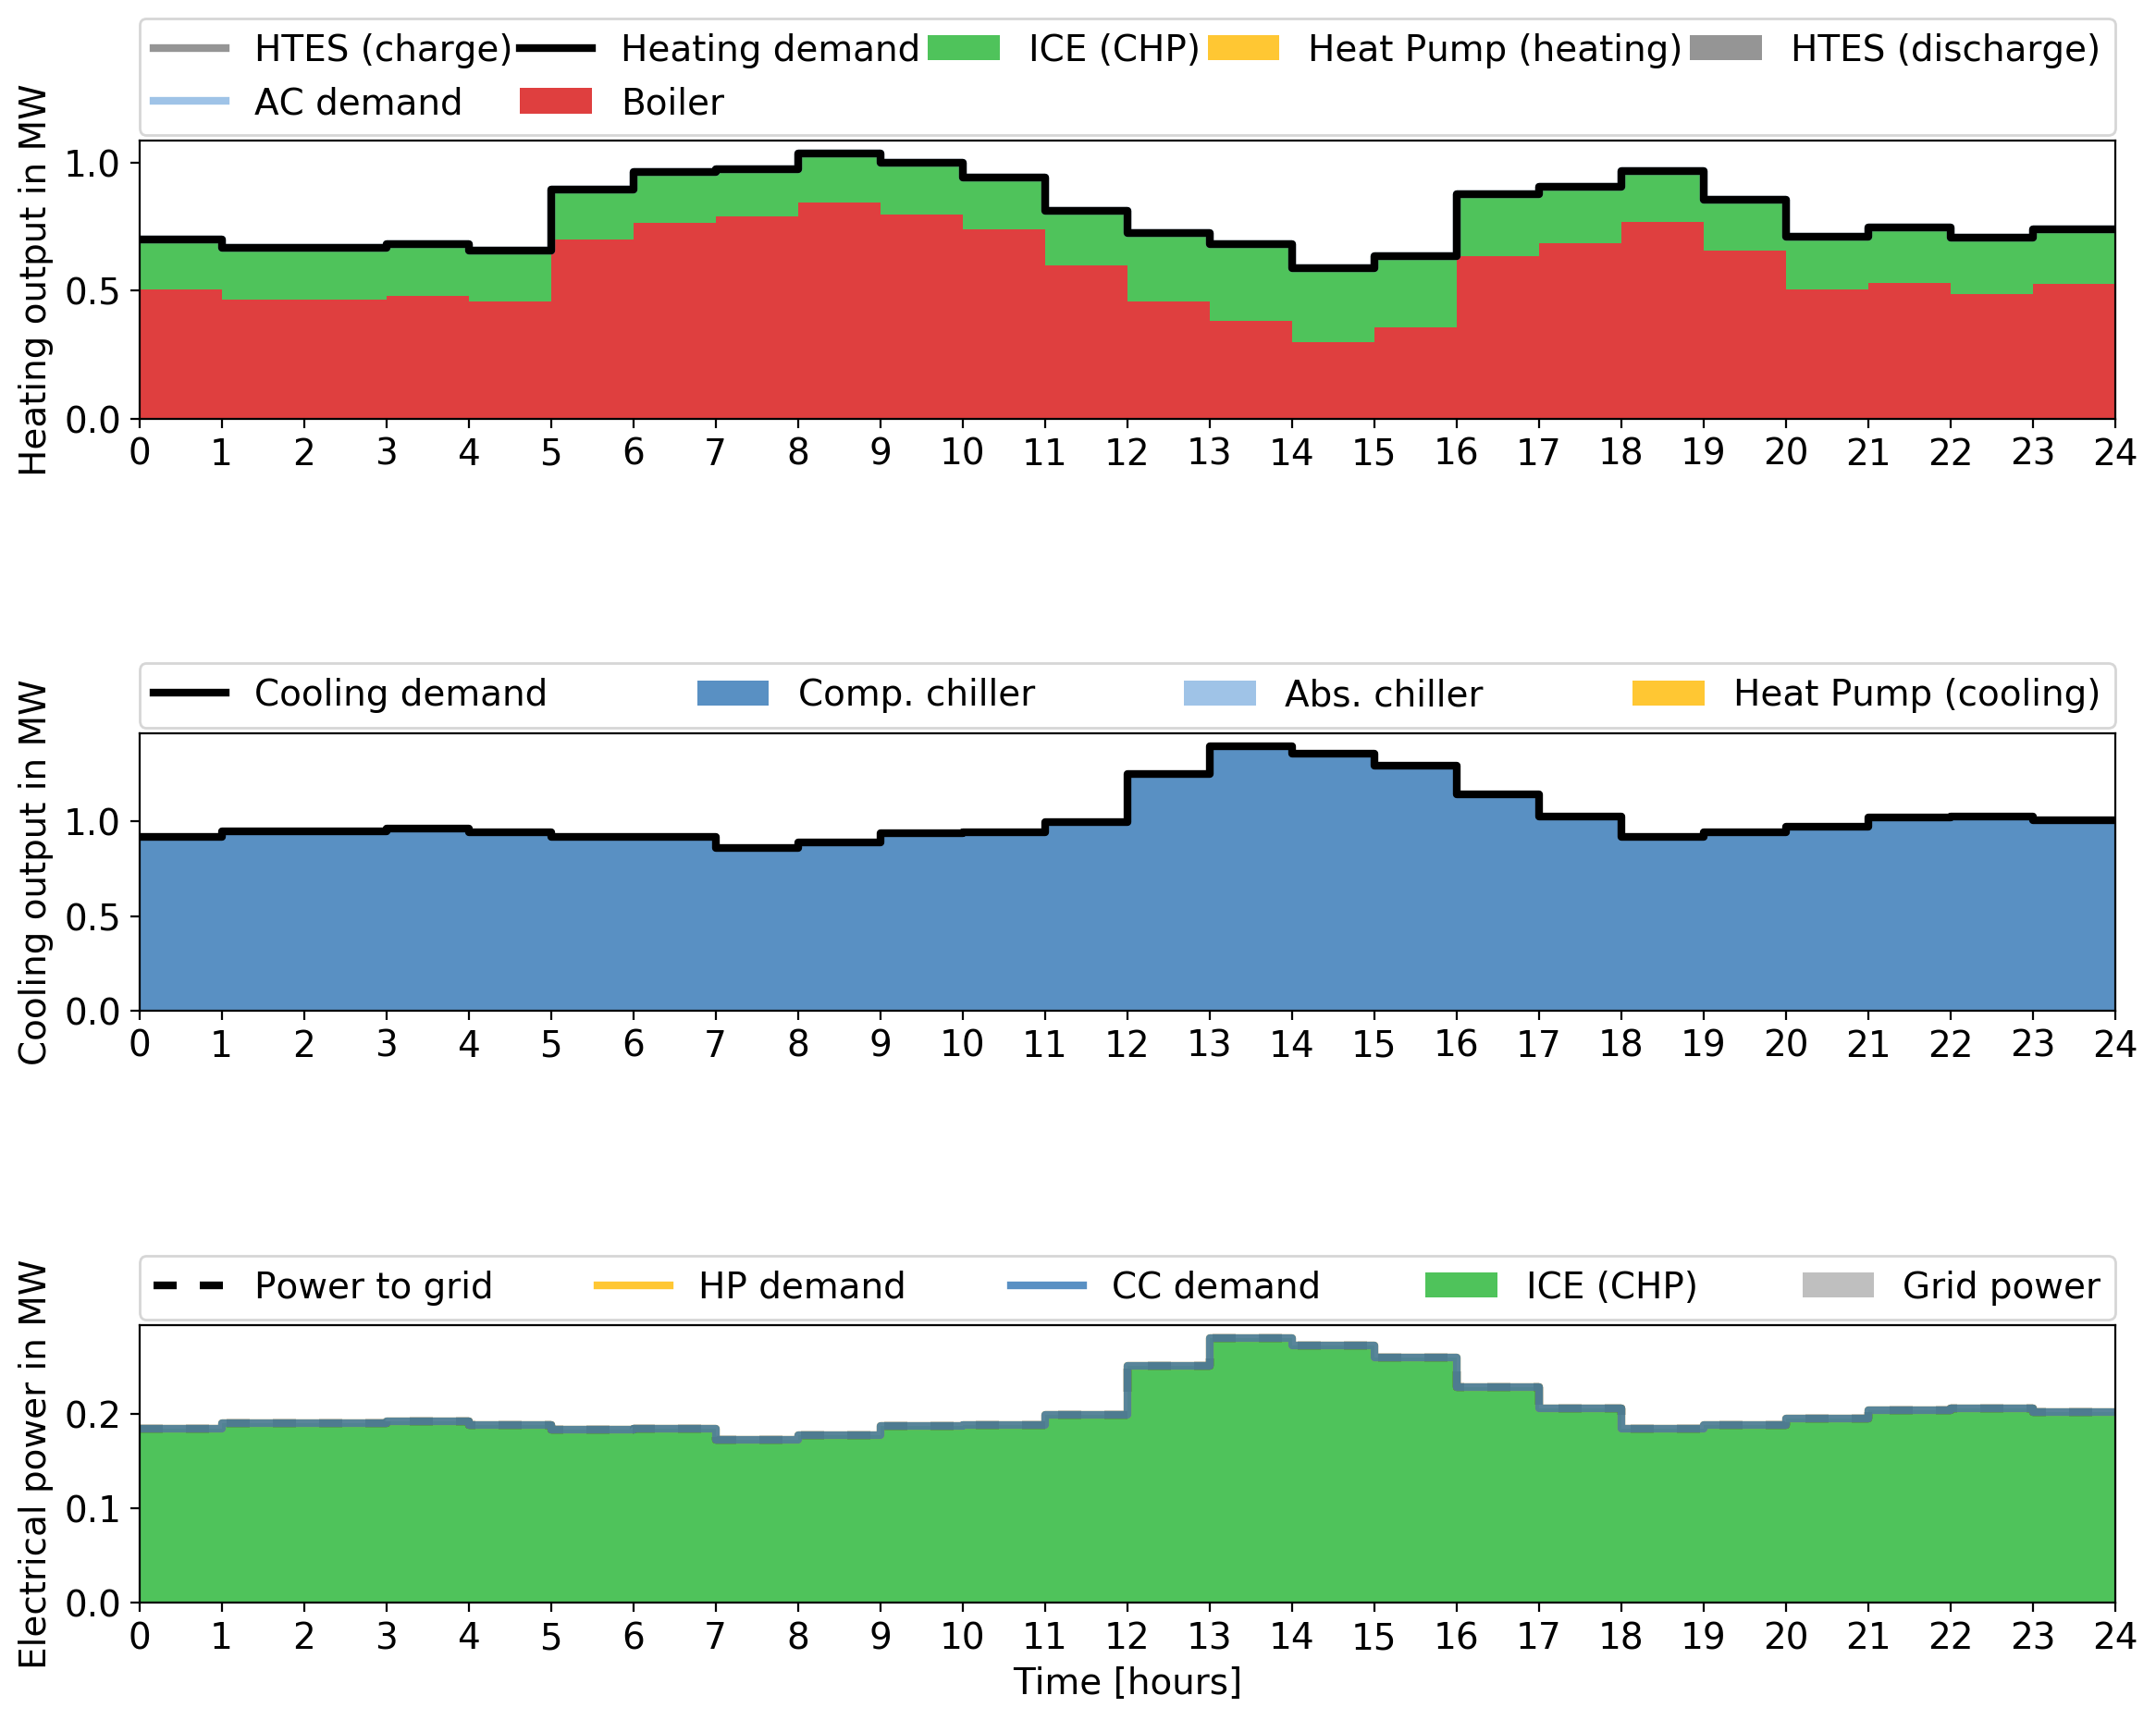 HTES (charge) Heating demand ICE (CHP) Heat Pump (heating) HTES (discharge)
AC demand Boiler
Heating output in MW
1.0
0.5
0.0
0 1 2 3 4 5 6 7 8 9 10 11 12 13 14 15 16 17 18 19 20 21 22 23 24
Cooling demand Comp. chiller Abs. chiller Heat Pump (cooling)
Cooling output in MW
1.0
0.5
0.0
0 1 2 3 4 5 6 7 8 9 10 11 12 13 14 15 16 17 18 19 20 21 22 23 24
Power to grid HP demand CC demand ICE (CHP) Grid power
Electrical power in MW
0.2
0.1
0.0
0 1 2 3 4 5 6 7 8 9 10 11 12 13 14 15 16 17 18 19 20 21 22 23 24
Time [hours]